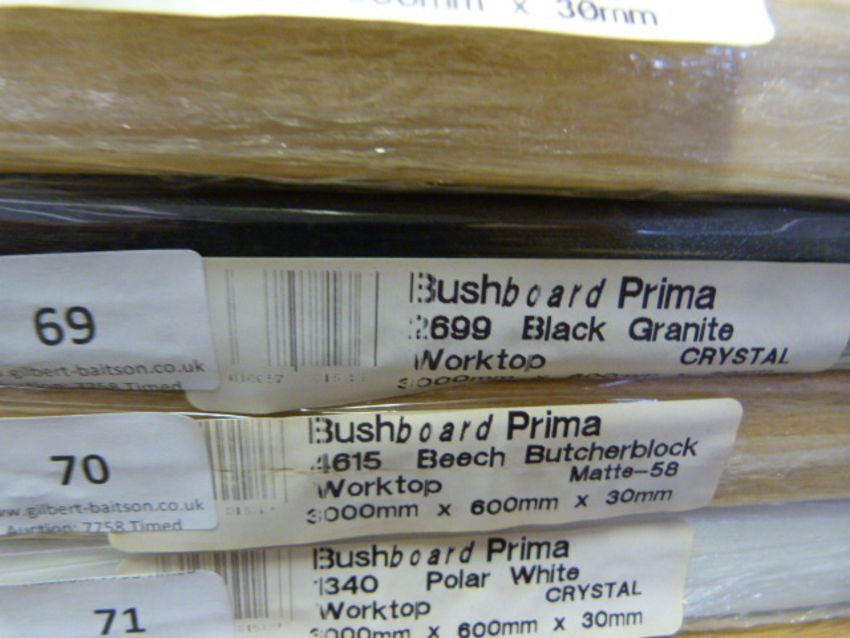 x 30mm
69
gilbert-baitson.co.uk
7758 Timed
Bushboard Prima
2699 Black Granite
Worktop CRYSTAL
70
gilbert-baitson.co.uk
Auction: 7758 Timed
Bushboard Prima
4615 Beech Butcherblock
Worktop Matte-58
3000mm x 600mm x 30mm
71
Bushboard Prima
1340 Polar White
Worktop CRYSTAL
3000mm x 600mm x 30mm